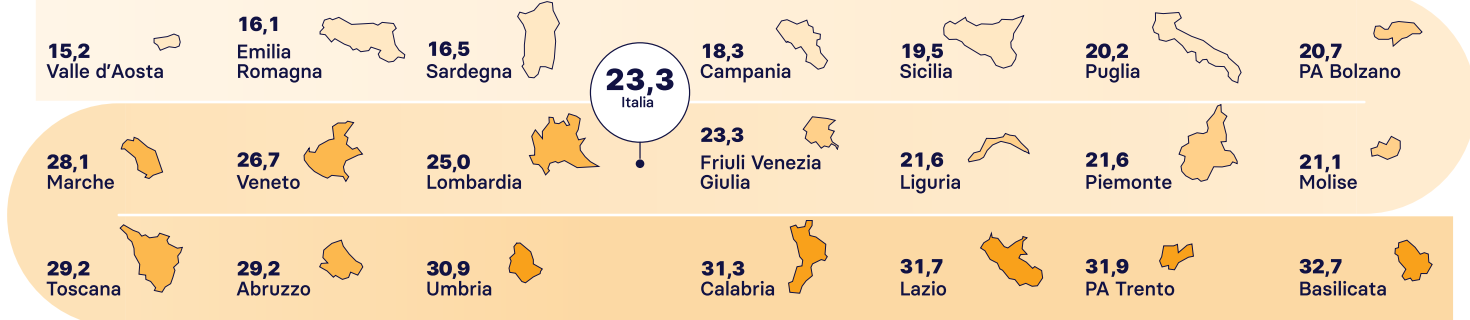 15,2
Valle d'Aosta
16,1
Emilia
Romagna
16,5
Sardegna
23,3
Italia
18,3
Campania
19,5
Sicilia
20,2
Puglia
20,7
PA Bolzano
28,1
Marche
26,7
Veneto
25,0
Lombardia
23,3
Friuli Venezia
Giulia
21,6
Liguria
21,6
Piemonte
21,1
Molise
29,2
Toscana
29,2
Abruzzo
30,9
Umbria
31,3
Calabria
31,7
Lazio
31,9
PA Trento
32,7
Basilicata